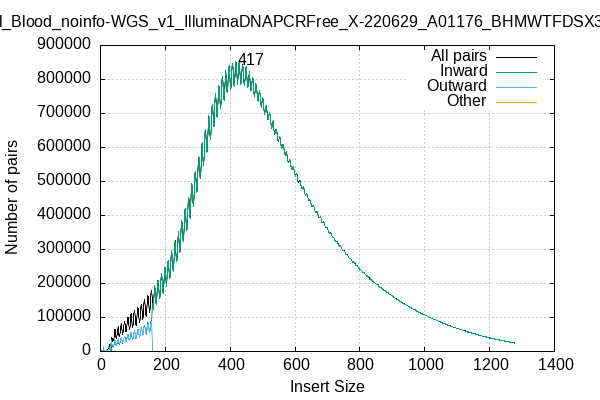 l_Blood_noinfo-WGS_v1_IlluminaDNAPCRFree_X-220629_A01176_BHMWTFDSX3
900000
800000
700000
600000
500000
400000
300000
200000
100000
0
Number of pairs
417
All pairs
Inward
Outward
Other
0 200 400 600 800 1000 1200 1400
Insert Size